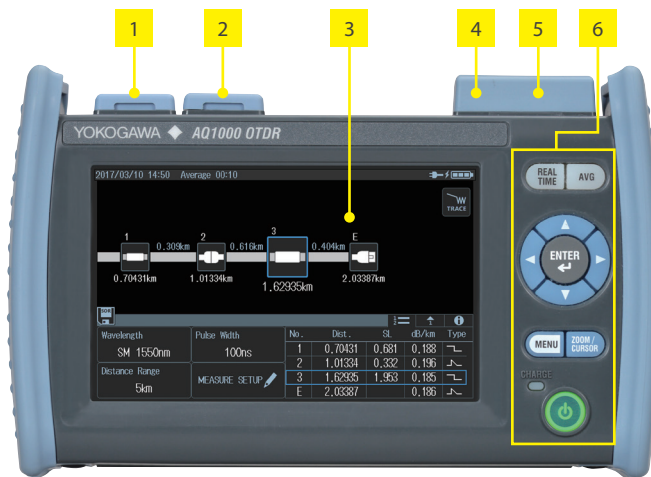 1 2 3 4 5 6
YOKOGAWA ◆ AQ1000 OTDR
2017/03/10 14:50 Average 00:10
REAL TIME
AVG
TRACE
1 2 3 E
0.309km 0.616km 0.404km
0.70431km 1.01334km 1.62935km 2.03387km
ENTER
SOR
Wavelength
SM 1550nm
Pulse Width
100ns
Distance Range
5km
MEASURE SETUP
No. Dist. SL dB/km Type
1 0.70431 0.681 0.188
2 1.01334 0.332 0.196
3 1.62935 1.953 0.185
E 2.03387 0.186
MENU
ZOOM / CURSOR
CHARGE